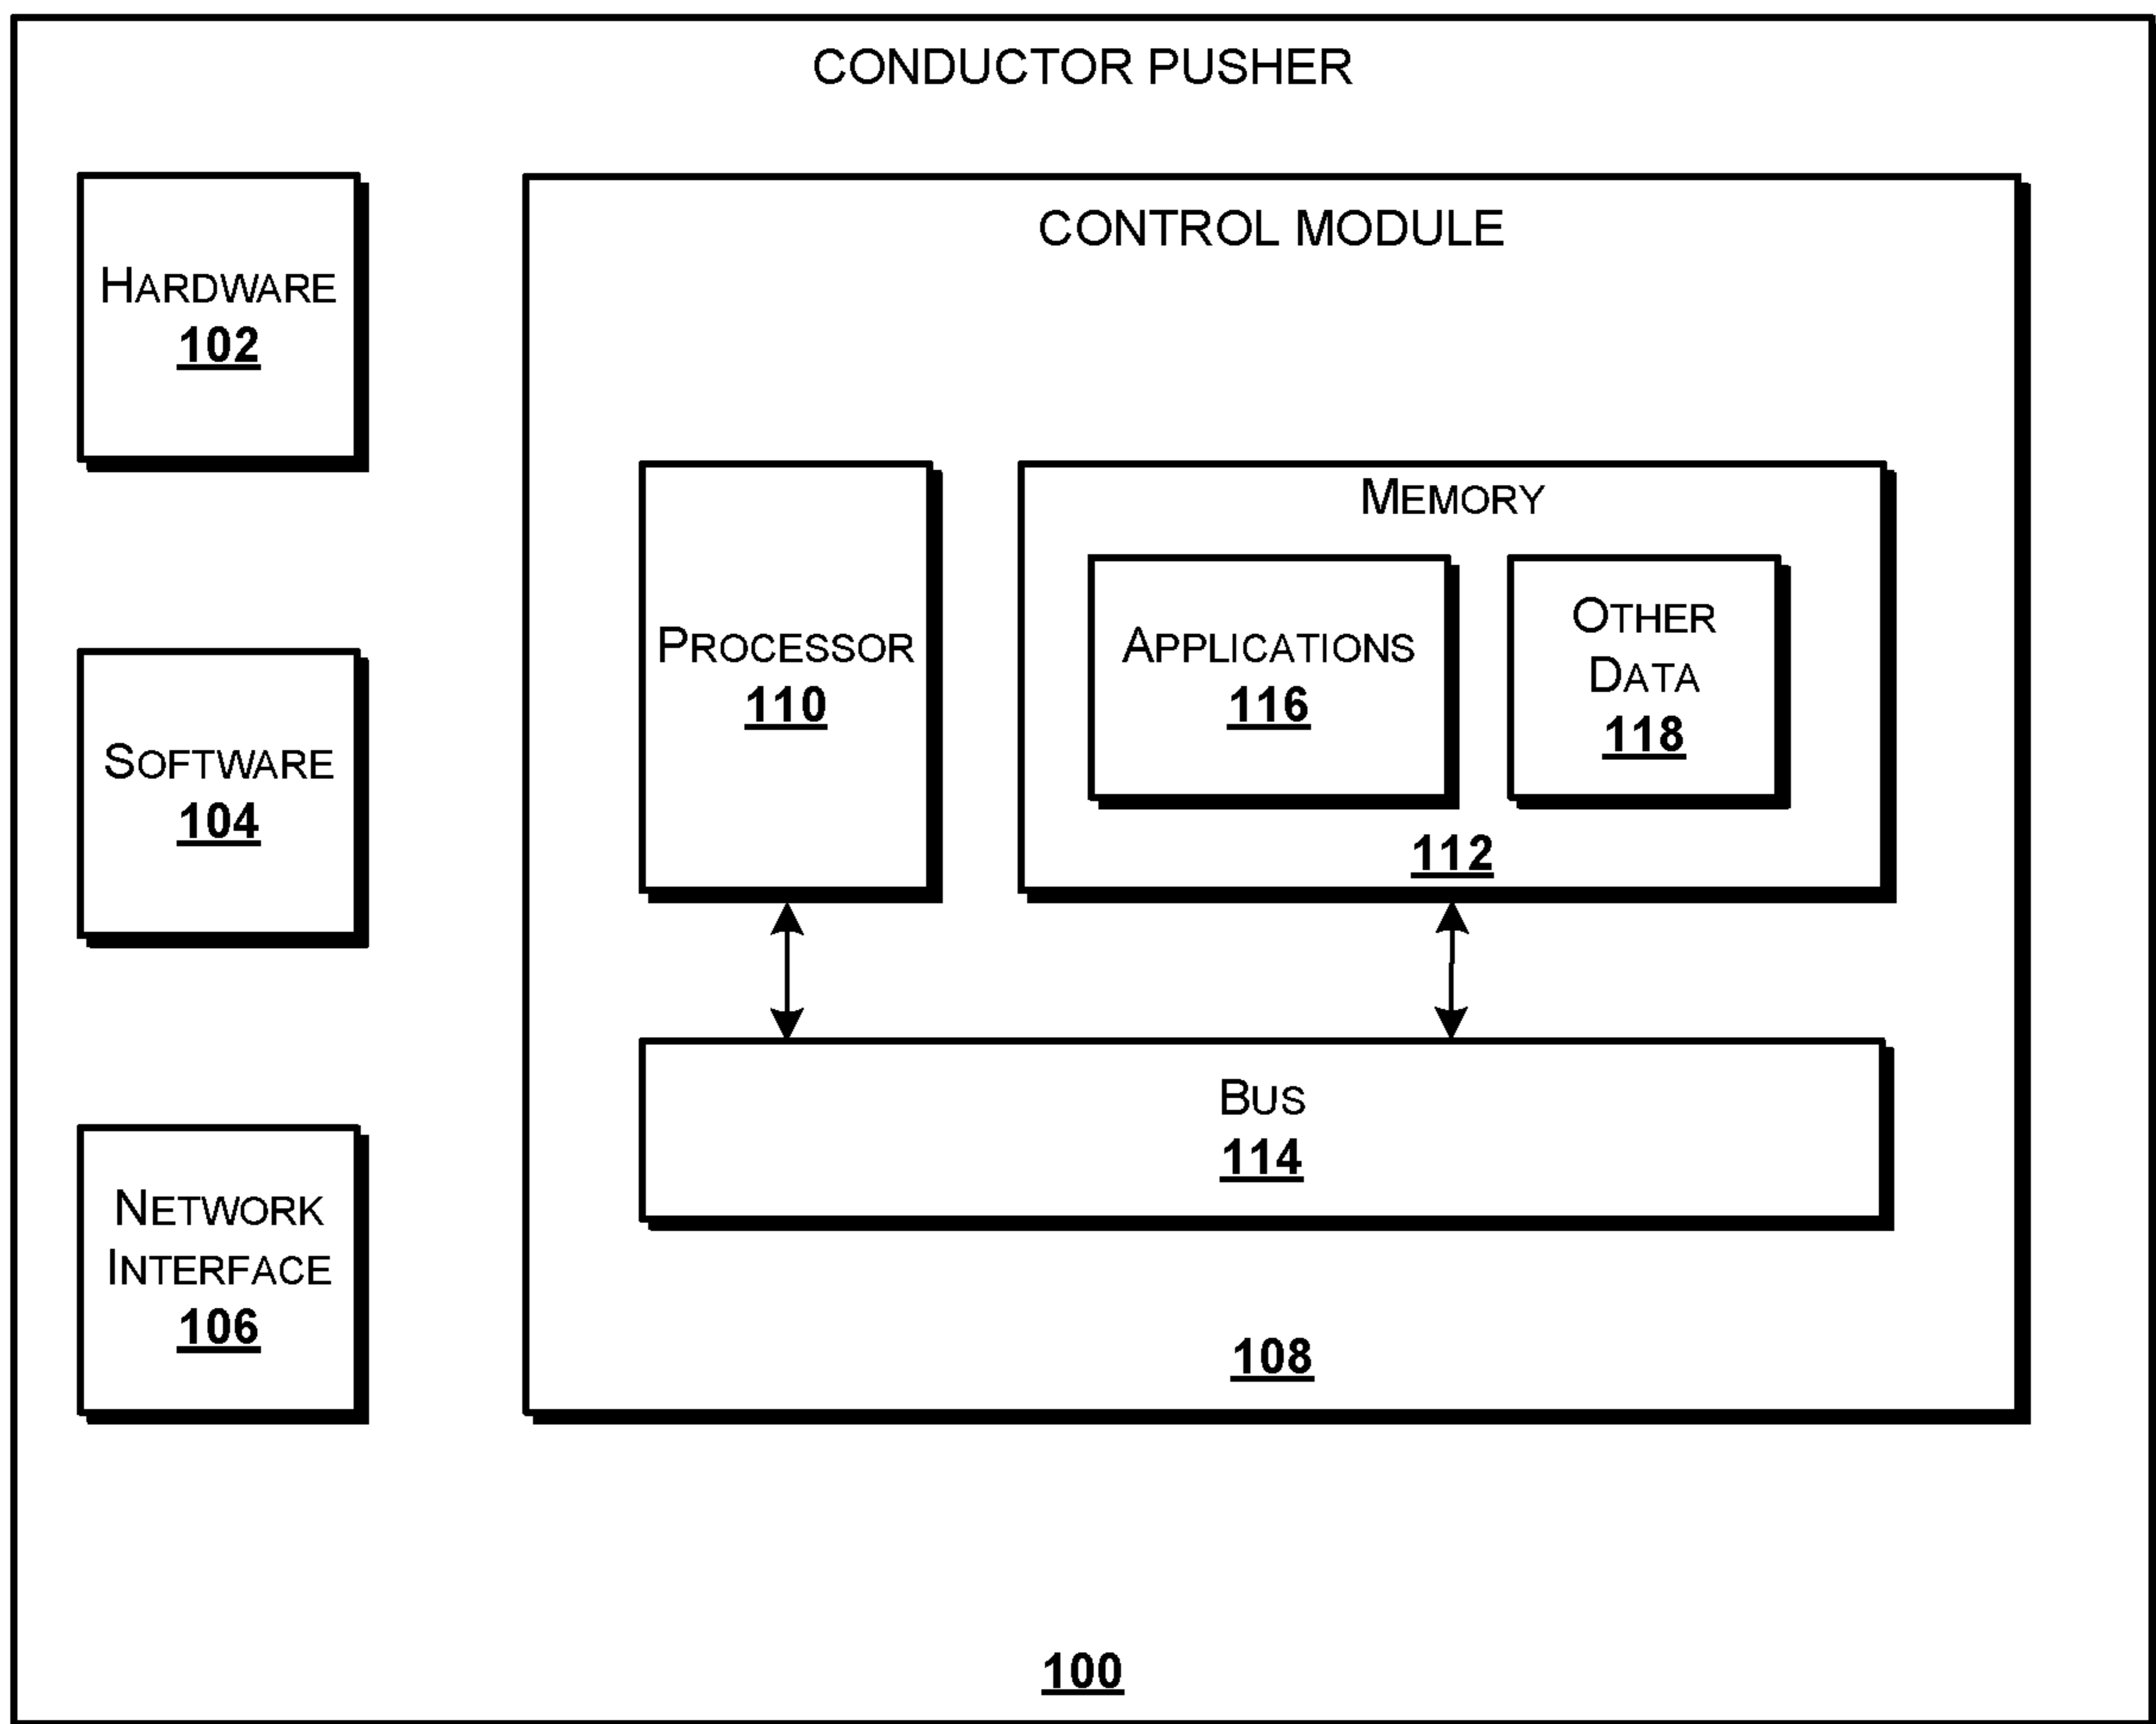 CONDUCTOR PUSHER
HARDWARE
102
SOFTWARE
104
NETWORK
INTERFACE
106
CONTROL MODULE
PROCESSOR
110
MEMORY
APPLICATIONS
116
OTHER
DATA
118
112
BUS
114
108
100